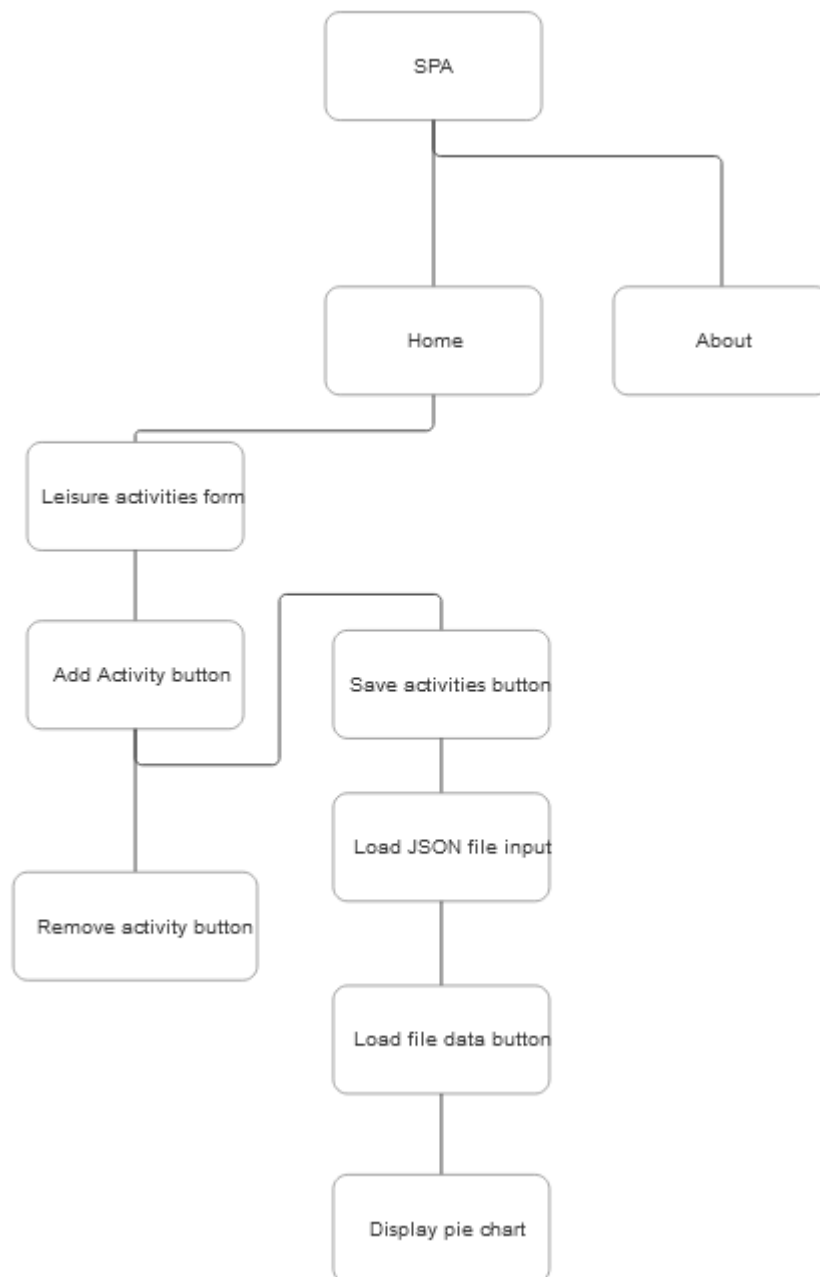 SPA
Home
About
Leisure activities form
Add Activity button
Save activities button
Load JSON file input
Remove activity button
Load file data button
Display pie chart